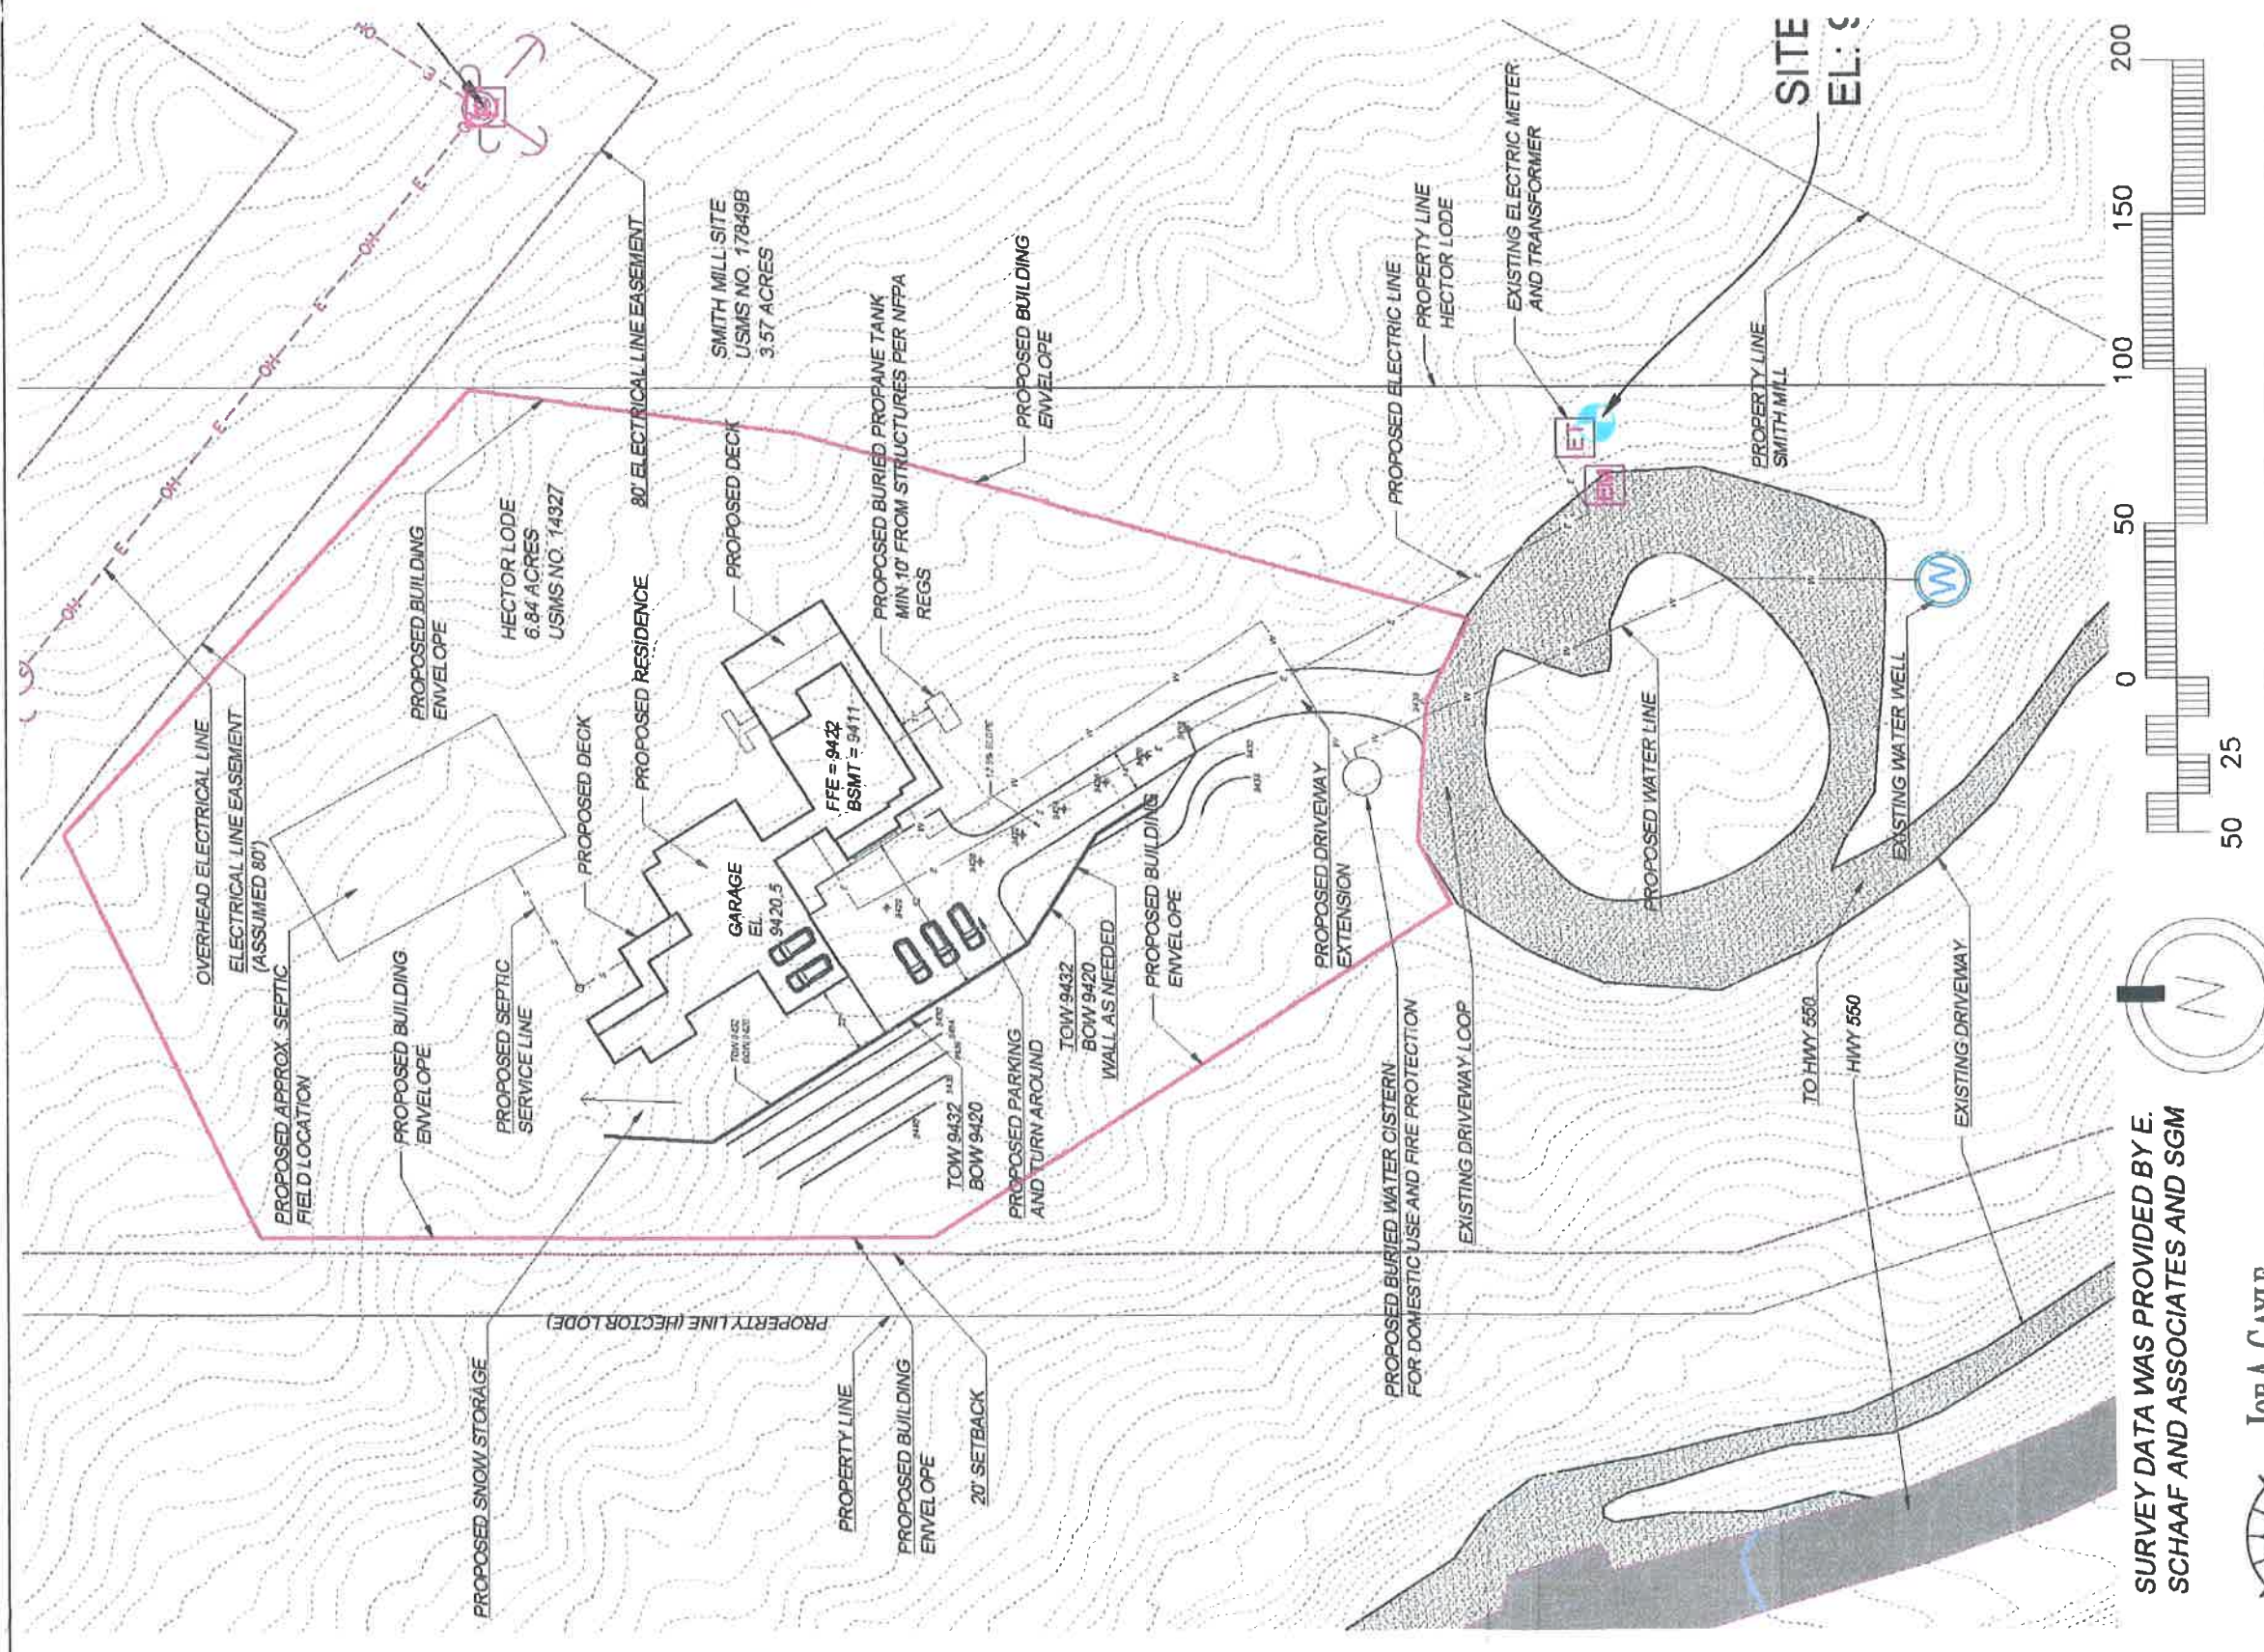 OVERHEAD ELECTRICAL LINE
ELECTRICAL LINE EASEMENT
(ASSUMED 80')
PROPOSED APPROX. SEPTIC
FIELD LOCATION
PROPOSED BUILDING
ENVELOPE
PROPOSED SEPTIC
SERVICE LINE
PROPOSED SNOW STORAGE
PROPOSED BUILDING
ENVELOPE
HECTOR LODE
6.84 ACRES
USMS NO. 14327
PROPOSED DECK
PROPOSED RESIDENCE
80' ELECTRICAL LINE EASEMENT
SMITH MILL SITE
USMS NO. 17849B
3.57 ACRES
PROPOSED DECK
PROPOSED BURIED PROPANE TANK
MIN 10' FROM STRUCTURES PER NFPA
REGS
PROPOSED BUILDING
ENVELOPE
FFE = 9422
BSMT = 9411
GARAGE
EL.
9420.5
TOW 9432
BOW 9420
PROPOSED PARKING
AND TURN AROUND
TOW 9432
BOW 9420
WALL AS NEEDED
PROPOSED BUILDING
ENVELOPE
PROPERTY LINE (HECTOR LODE)
PROPERTY LINE
PROPOSED BUILDING
ENVELOPE
20' SETBACK
PROPOSED DRIVEWAY
EXTENSION
PROPOSED BURIED WATER CISTERN
FOR DOMESTIC USE AND FIRE PROTECTION
EXISTING DRIVEWAY LOOP
PROPOSED ELECTRIC LINE
PROPERTY LINE
HECTOR LODE
EXISTING ELECTRIC METER
AND TRANSFORMER
ET
EM
PROPERTY LINE
SMITH MILL
SITE
EL:
PROPOSED WATER LINE
EXISTING WATER WELL
W
TO HWY 550
HWY 550
EXISTING DRIVEWAY
50 25 0 50 100 150 200
N
SURVEY DATA WAS PROVIDED BY E.
SCHAAF AND ASSOCIATES AND SGM